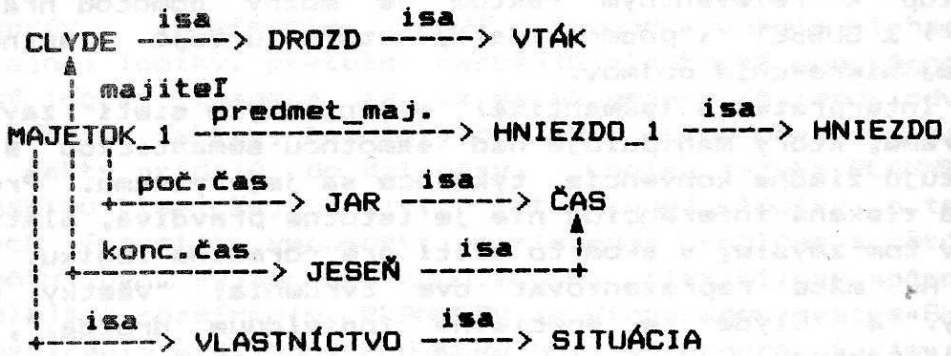 isa isa
CLYDE ------> DROZD ------> VTÁK
majiteľ
predmet_maj. isa
MAJETOK_1 ----------------> HNIEZDO_1 ------> HNIEZDO
poč.čas isa
+-----------> JAR ------> ČAS
konc.čas isa
+-------------> JESEŇ --------+
isa isa
+------> VLASTNÍCTVO ------> SITUÁCIA